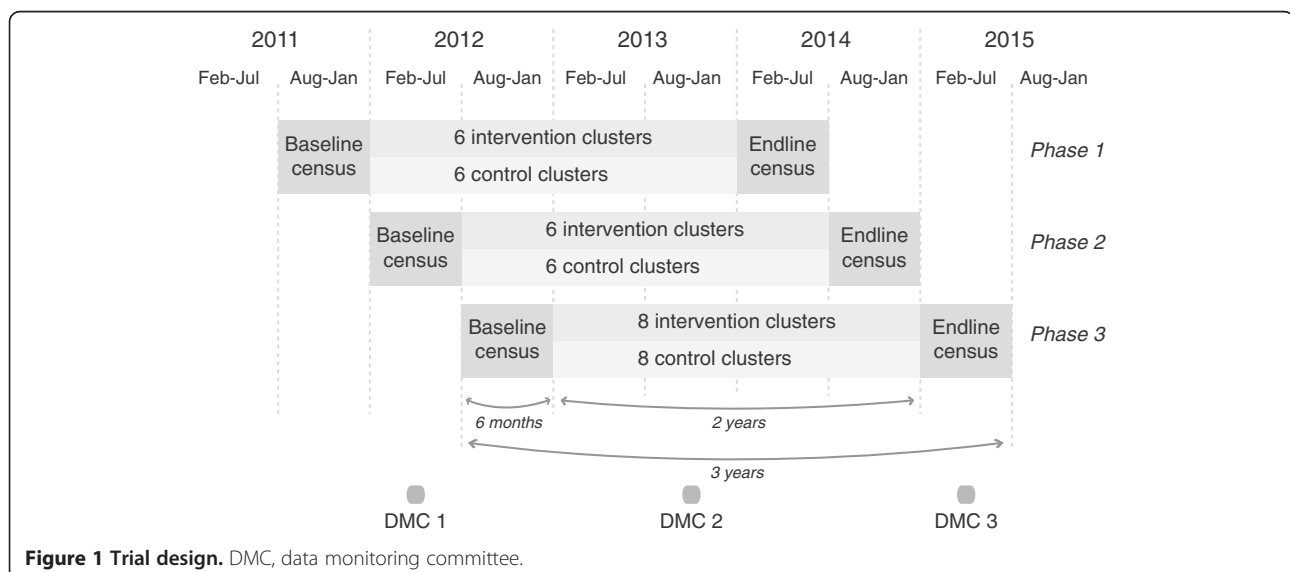 2011 2012 2013 2014 2015
Feb-Jul Aug-Jan Feb-Jul Aug-Jan Feb-Jul Aug-Jan Feb-Jul Aug-Jan Feb-Jul Aug-Jan
Baseline
census
6 intervention clusters
6 control clusters
Endline
census
Phase 1
Baseline
census
6 intervention clusters
6 control clusters
Endline
census
Phase 2
Baseline
census
8 intervention clusters
8 control clusters
Endline
census
Phase 3
6 months 2 years
3 years
DMC 1 DMC 2 DMC 3
Figure 1 Trial design. DMC, data monitoring committee.